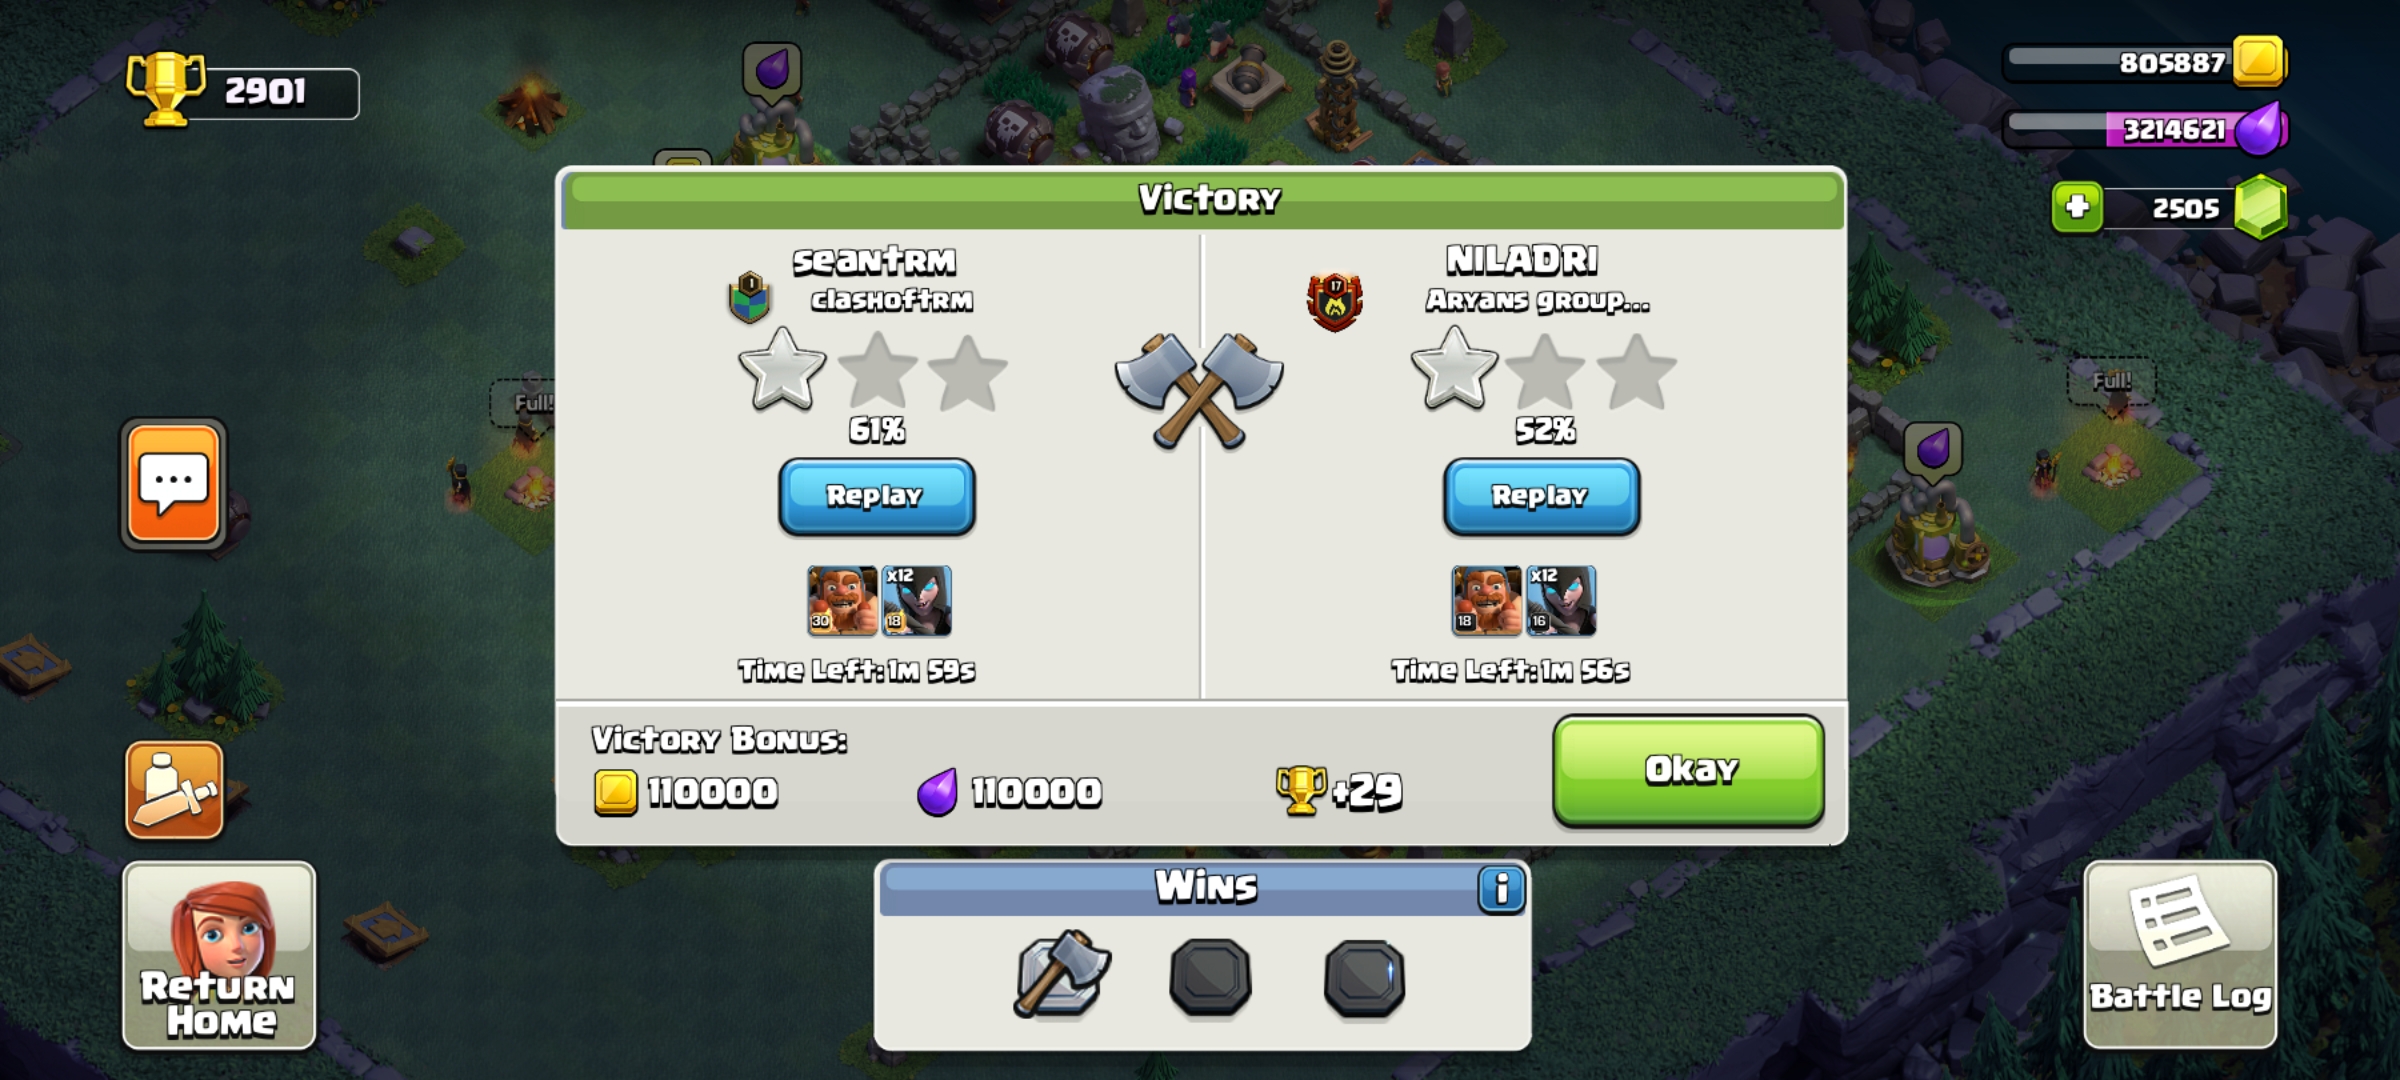 2901
805887
3214621
2505
Victory
seantrm
clashoftrm
1
NILADRI
Aryans group...
17
61%
52%
Replay
Replay
x12
30
18
x12
18
16
Time Left:1m 59s
Time Left:1m 56s
Full!
Full!
Victory Bonus:
110000
110000
+29
Okay
Wins
i
Return
Home
Battle Log